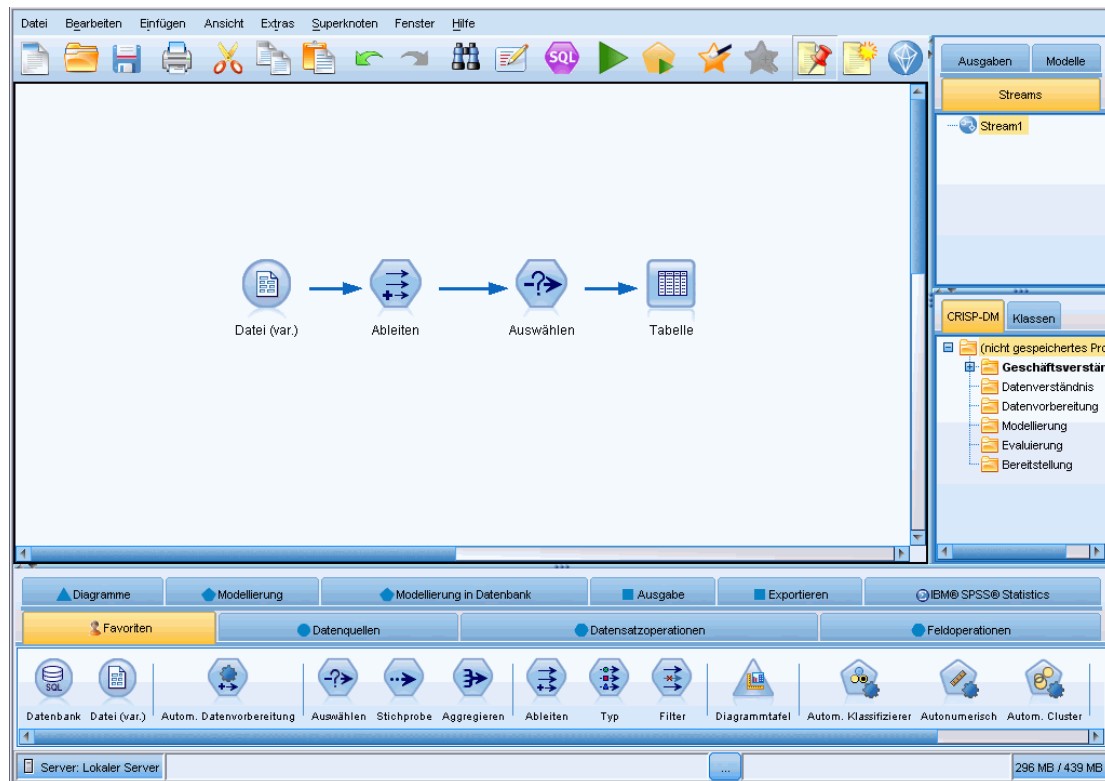 Datei Bearbeiten Einfügen Ansicht Extras Superknoten Fenster Hilfe
SQL
Ausgaben Modelle
Streams
Stream1
Datei (var.) Ableiten Auswählen Tabelle
CRISP-DM Klassen
(nicht gespeichertes Pro
Geschäftsverstän
Datenverständnis
Datenvorbereitung
Modellierung
Evaluierung
Bereitstellung
Diagramme Modellierung Modellierung in Datenbank Ausgabe Exportieren IBM® SPSS® Statistics
Favoriten Datenquellen Datensatzoperationen Feldoperationen
SQL
Datenbank Datei (var.) Autom. Datenvorbereitung Auswählen Stichprobe Aggregieren Ableiten Typ Filter Diagrammtafel Autom. Klassifizierer Autonumerisch Autom. Cluster
Server: Lokaler Server ... 296 MB / 439 MB